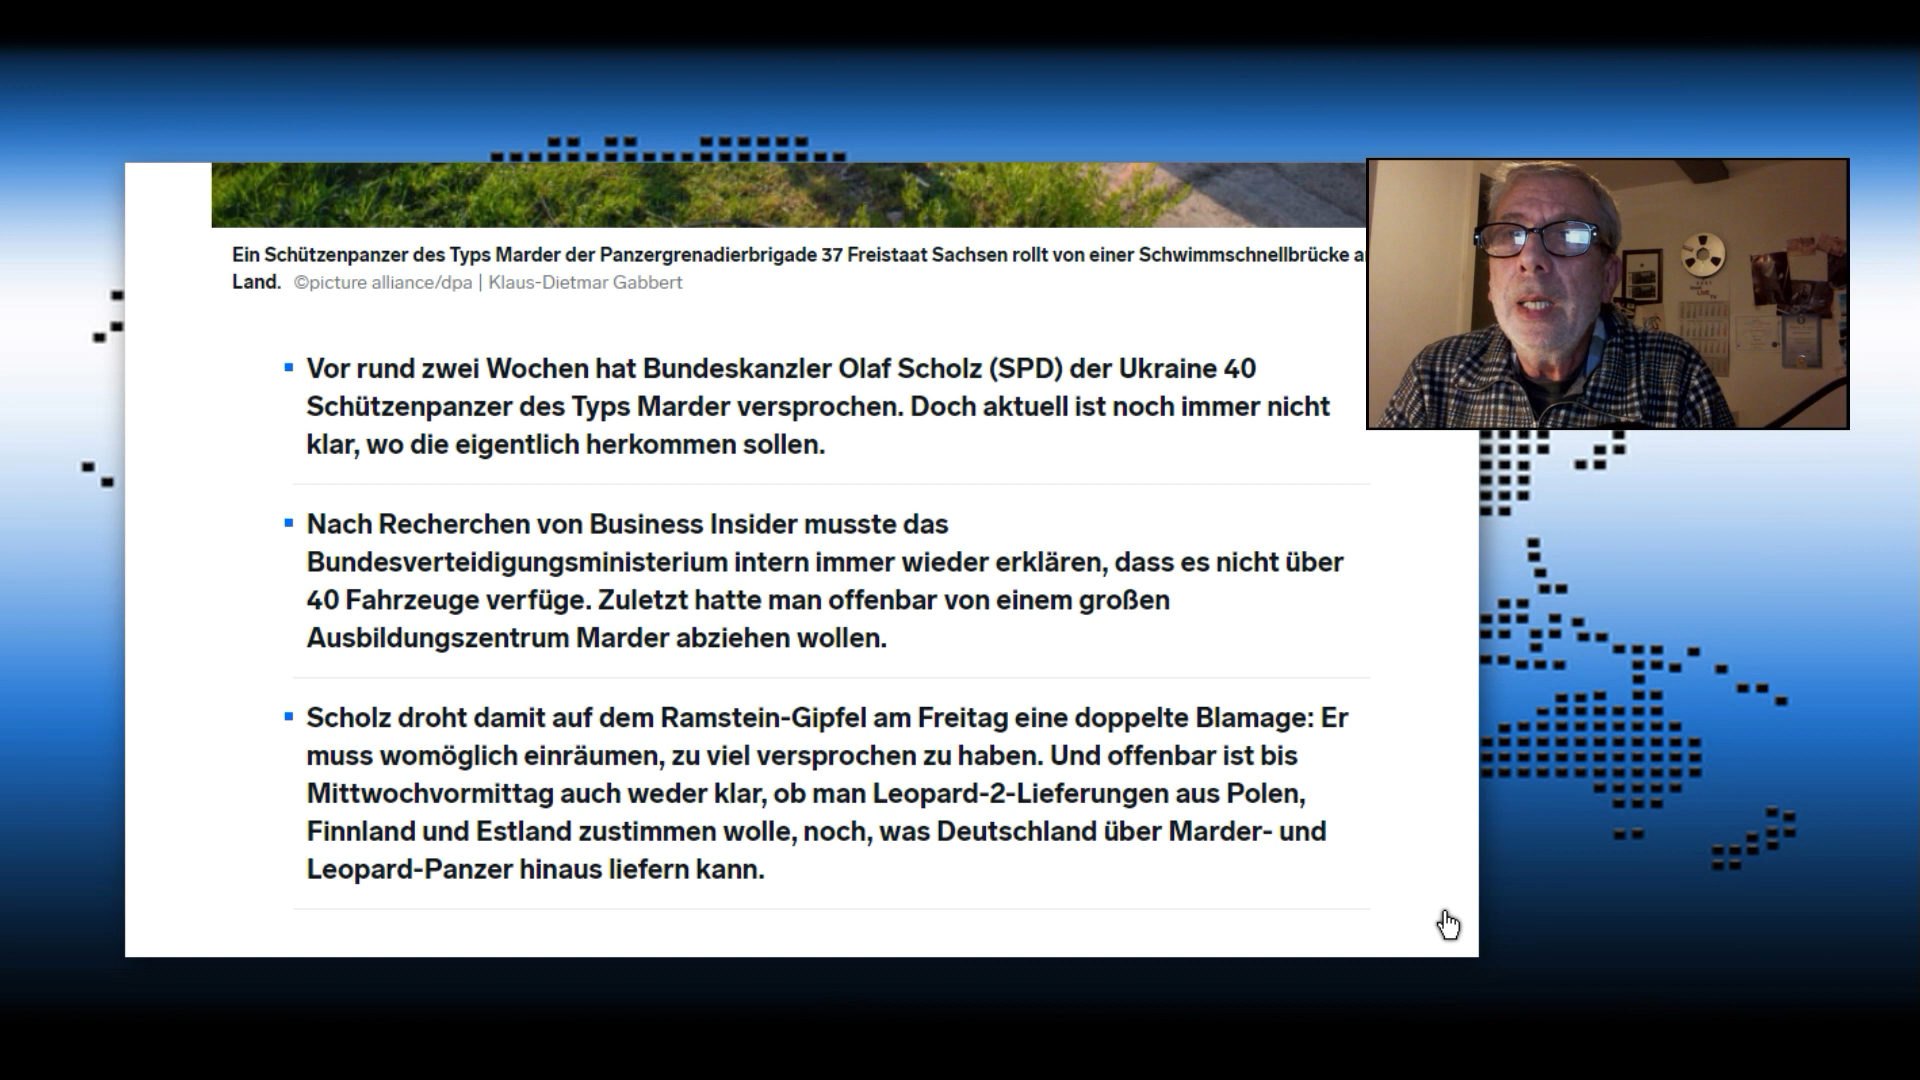 Ein Schützenpanzer des Typs Marder der Panzergrenadierbrigade 37 Freistaat Sachsen rollt von einer Schwimmschnellbrücke
Land. ©picture alliance/dpa | Klaus-Dietmar Gabbert
Vor rund zwei Wochen hat Bundeskanzler Olaf Scholz (SPD) der Ukraine 40
Schützenpanzer des Typs Marder versprochen. Doch aktuell ist noch immer nicht
klar, wo die eigentlich herkommen sollen.
Nach Recherchen von Business Insider musste das
Bundesverteidigungsministerium intern immer wieder erklären, dass es nicht über
40 Fahrzeuge verfüge. Zuletzt hatte man offenbar von einem großen
Ausbildungszentrum Marder abziehen wollen.
Scholz droht damit auf dem Ramstein-Gipfel am Freitag eine doppelte Blamage: Er
muss womöglich einräumen, zu viel versprochen zu haben. Und offenbar ist bis
Mittwochvormittag auch weder klar, ob man Leopard-2-Lieferungen aus Polen,
Finnland und Estland zustimmen wolle, noch, was Deutschland über Marder- und
Leopard-Panzer hinaus liefern kann.